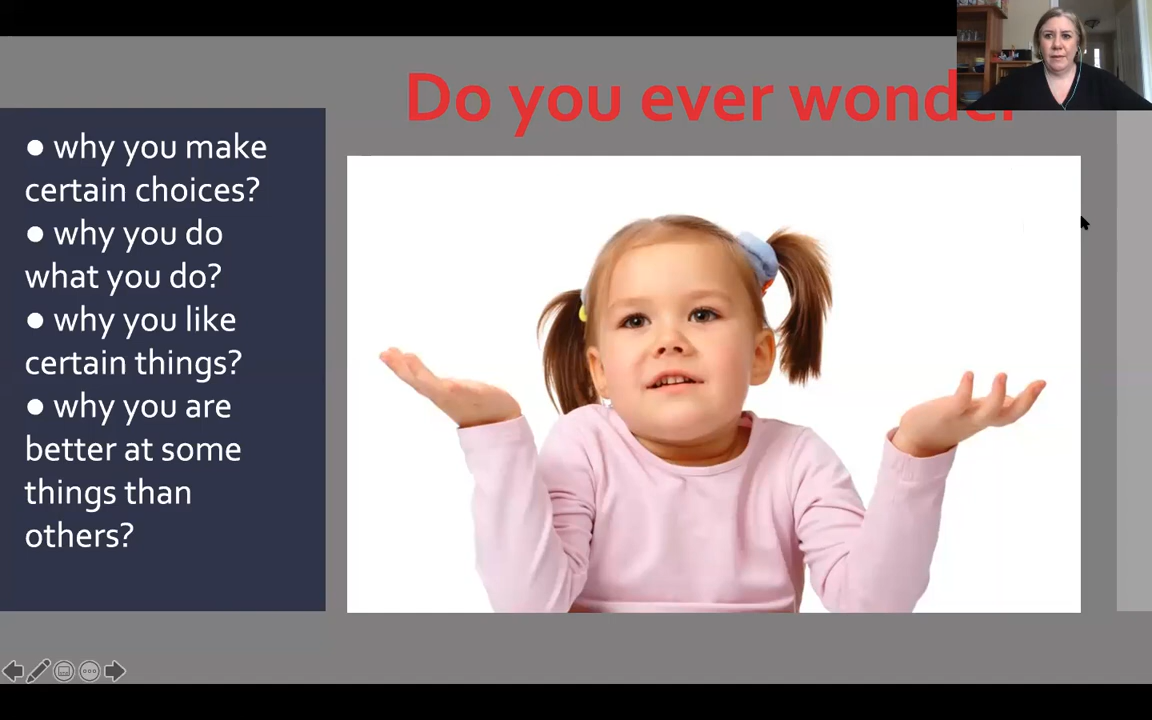 Do you ever wonder
● why you make
certain choices?
● why you do
what you do?
● why you like
certain things?
● why you are
better at some
things than
others?